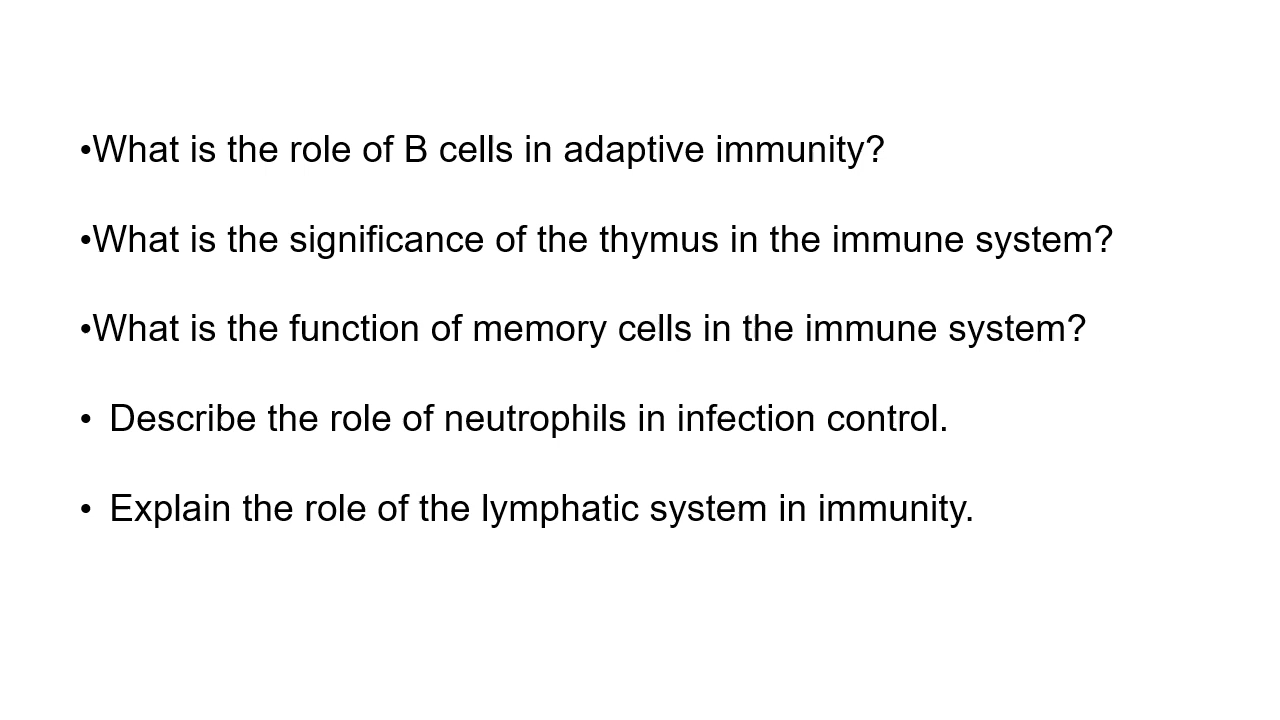 •What is the role of B cells in adaptive immunity?
•What is the significance of the thymus in the immune system?
•What is the function of memory cells in the immune system?
• Describe the role of neutrophils in infection control.
• Explain the role of the lymphatic system in immunity.